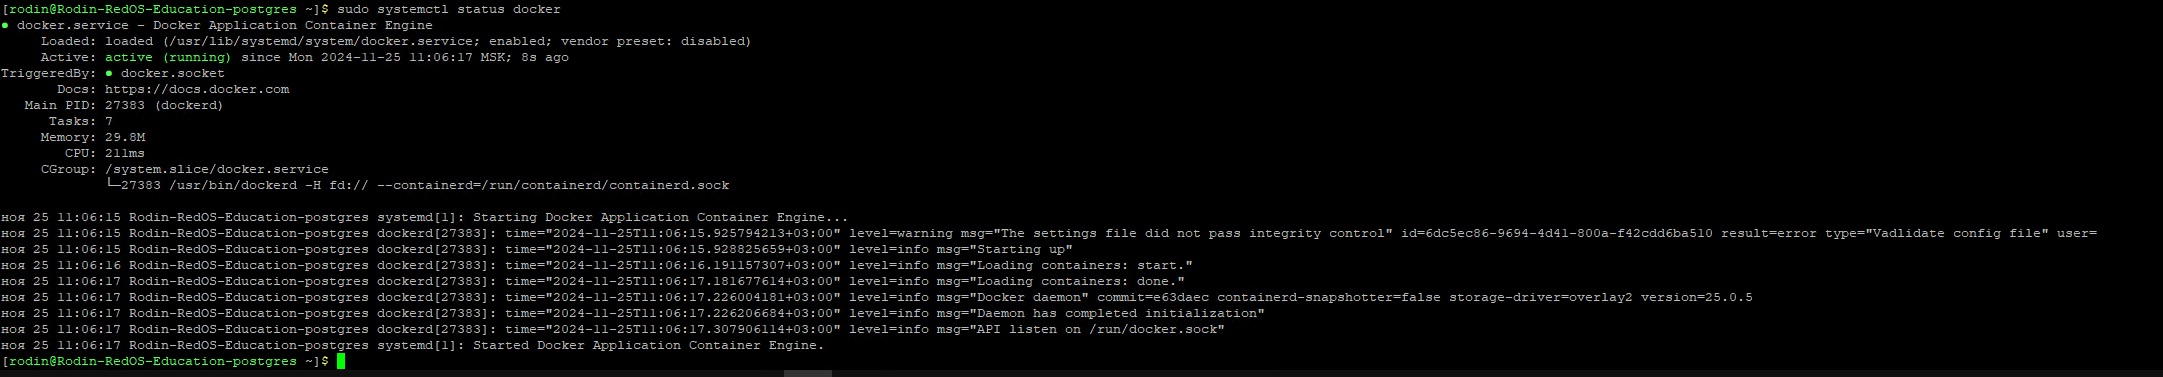 [rodin@Rodin-RedOS-Education-postgres ~]$ sudo systemctl status docker
● docker.service - Docker Application Container Engine
Loaded: loaded (/usr/lib/systemd/system/docker.service; enabled; vendor preset: disabled)
Active: active (running) since Mon 2024-11-25 11:06:17 MSK; 8s ago
TriggeredBy: ● docker.socket
Docs: https://docs.docker.com
Main PID: 27383 (dockerd)
Tasks: 7
Memory: 29.8M
CPU: 211ms
CGroup: /system.slice/docker.service
└─27383 /usr/bin/dockerd -H fd:// --containerd=/run/containerd/containerd.sock
ноя 25 11:06:15 Rodin-RedOS-Education-postgres systemd[1]: Starting Docker Application Container Engine...
ноя 25 11:06:15 Rodin-RedOS-Education-postgres dockerd[27383]: time="2024-11-25T11:06:15.925794213+03:00" level=warning msg="The settings file did not pass integrity control" id=6dc5ec86-9694-4d41-800a-f42cdd6ba510 result=error type="Vadlidate config file" user=
ноя 25 11:06:15 Rodin-RedOS-Education-postgres dockerd[27383]: time="2024-11-25T11:06:15.928825659+03:00" level=info msg="Starting up"
ноя 25 11:06:16 Rodin-RedOS-Education-postgres dockerd[27383]: time="2024-11-25T11:06:16.191157307+03:00" level=info msg="Loading containers: start."
ноя 25 11:06:17 Rodin-RedOS-Education-postgres dockerd[27383]: time="2024-11-25T11:06:17.181677614+03:00" level=info msg="Loading containers: done."
ноя 25 11:06:17 Rodin-RedOS-Education-postgres dockerd[27383]: time="2024-11-25T11:06:17.226004181+03:00" level=info msg="Docker daemon" commit=e63daec containerd-snapshotter=false storage-driver=overlay2 version=25.0.5
ноя 25 11:06:17 Rodin-RedOS-Education-postgres dockerd[27383]: time="2024-11-25T11:06:17.226206684+03:00" level=info msg="Daemon has completed initialization"
ноя 25 11:06:17 Rodin-RedOS-Education-postgres dockerd[27383]: time="2024-11-25T11:06:17.307906114+03:00" level=info msg="API listen on /run/docker.sock"
ноя 25 11:06:17 Rodin-RedOS-Education-postgres systemd[1]: Started Docker Application Container Engine.
[rodin@Rodin-RedOS-Education-postgres ~]$